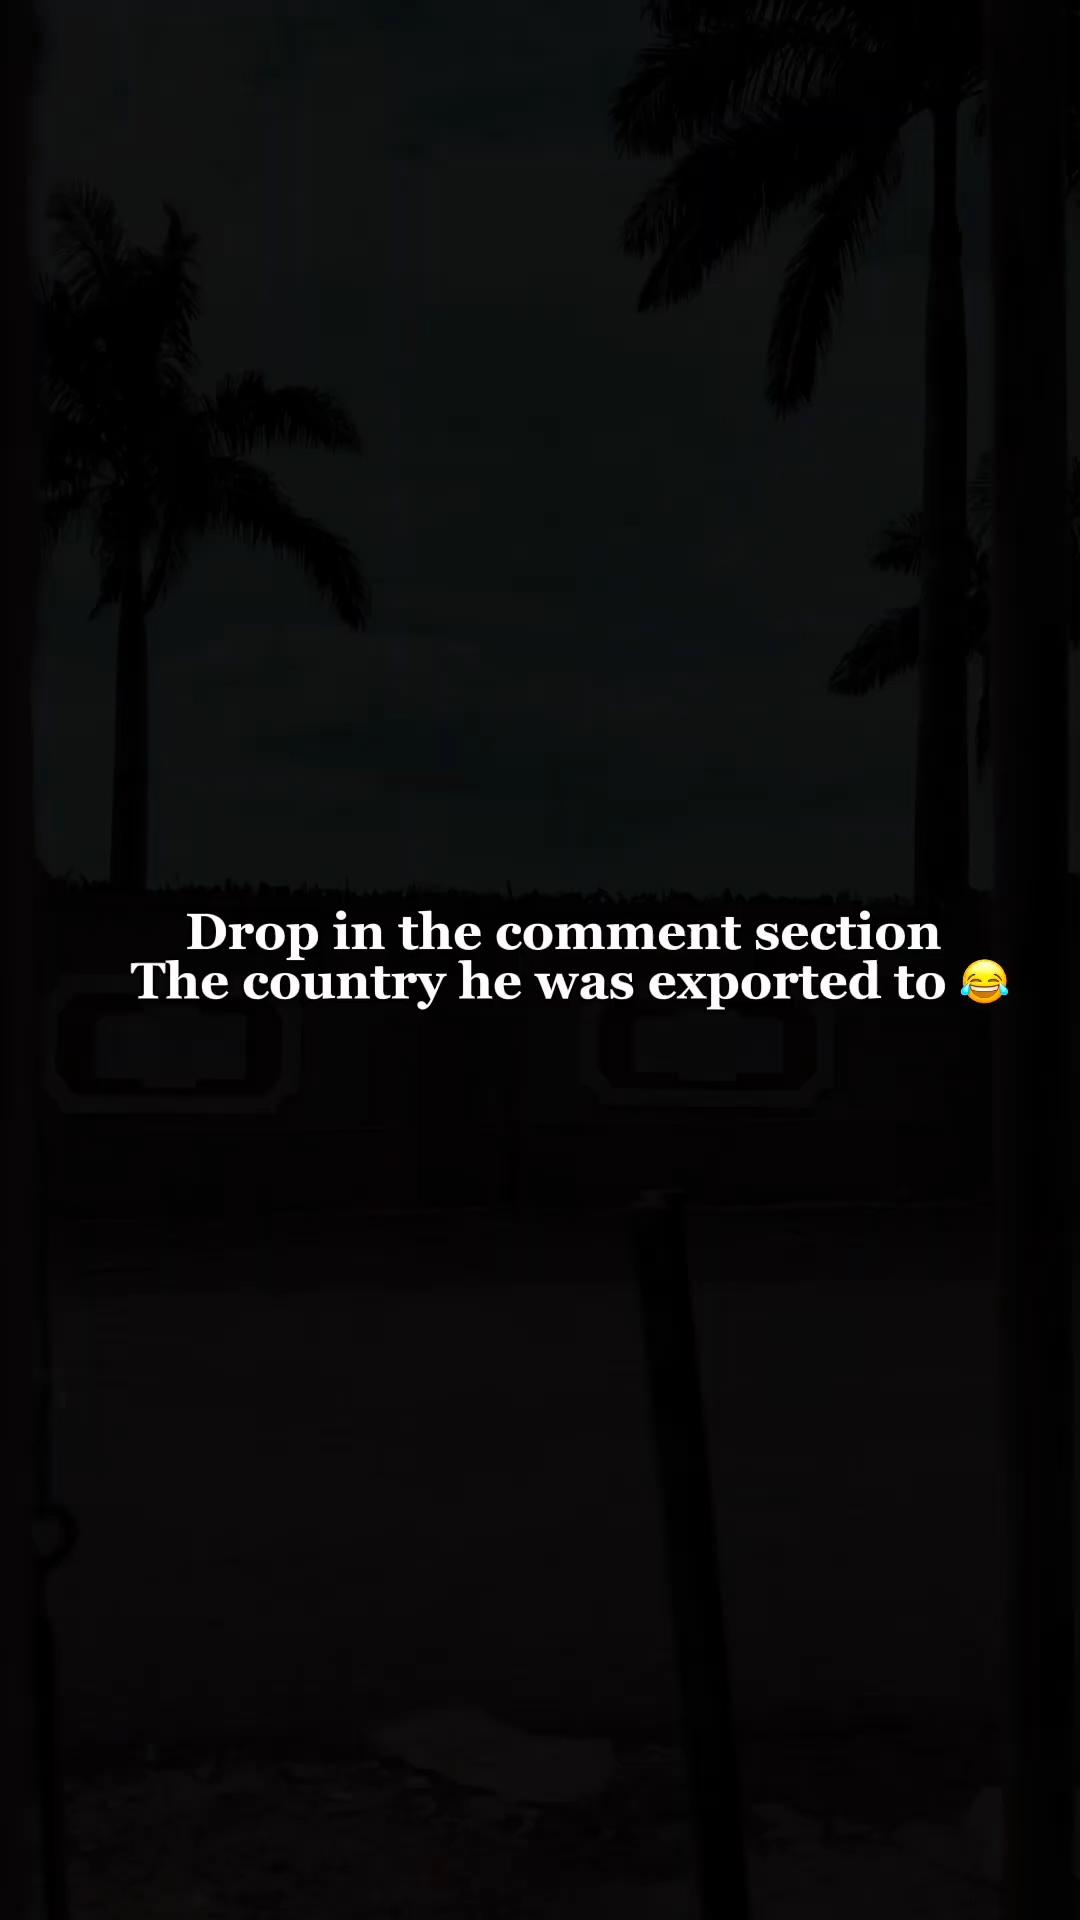 Drop in the comment section
The country he was exported to 😂